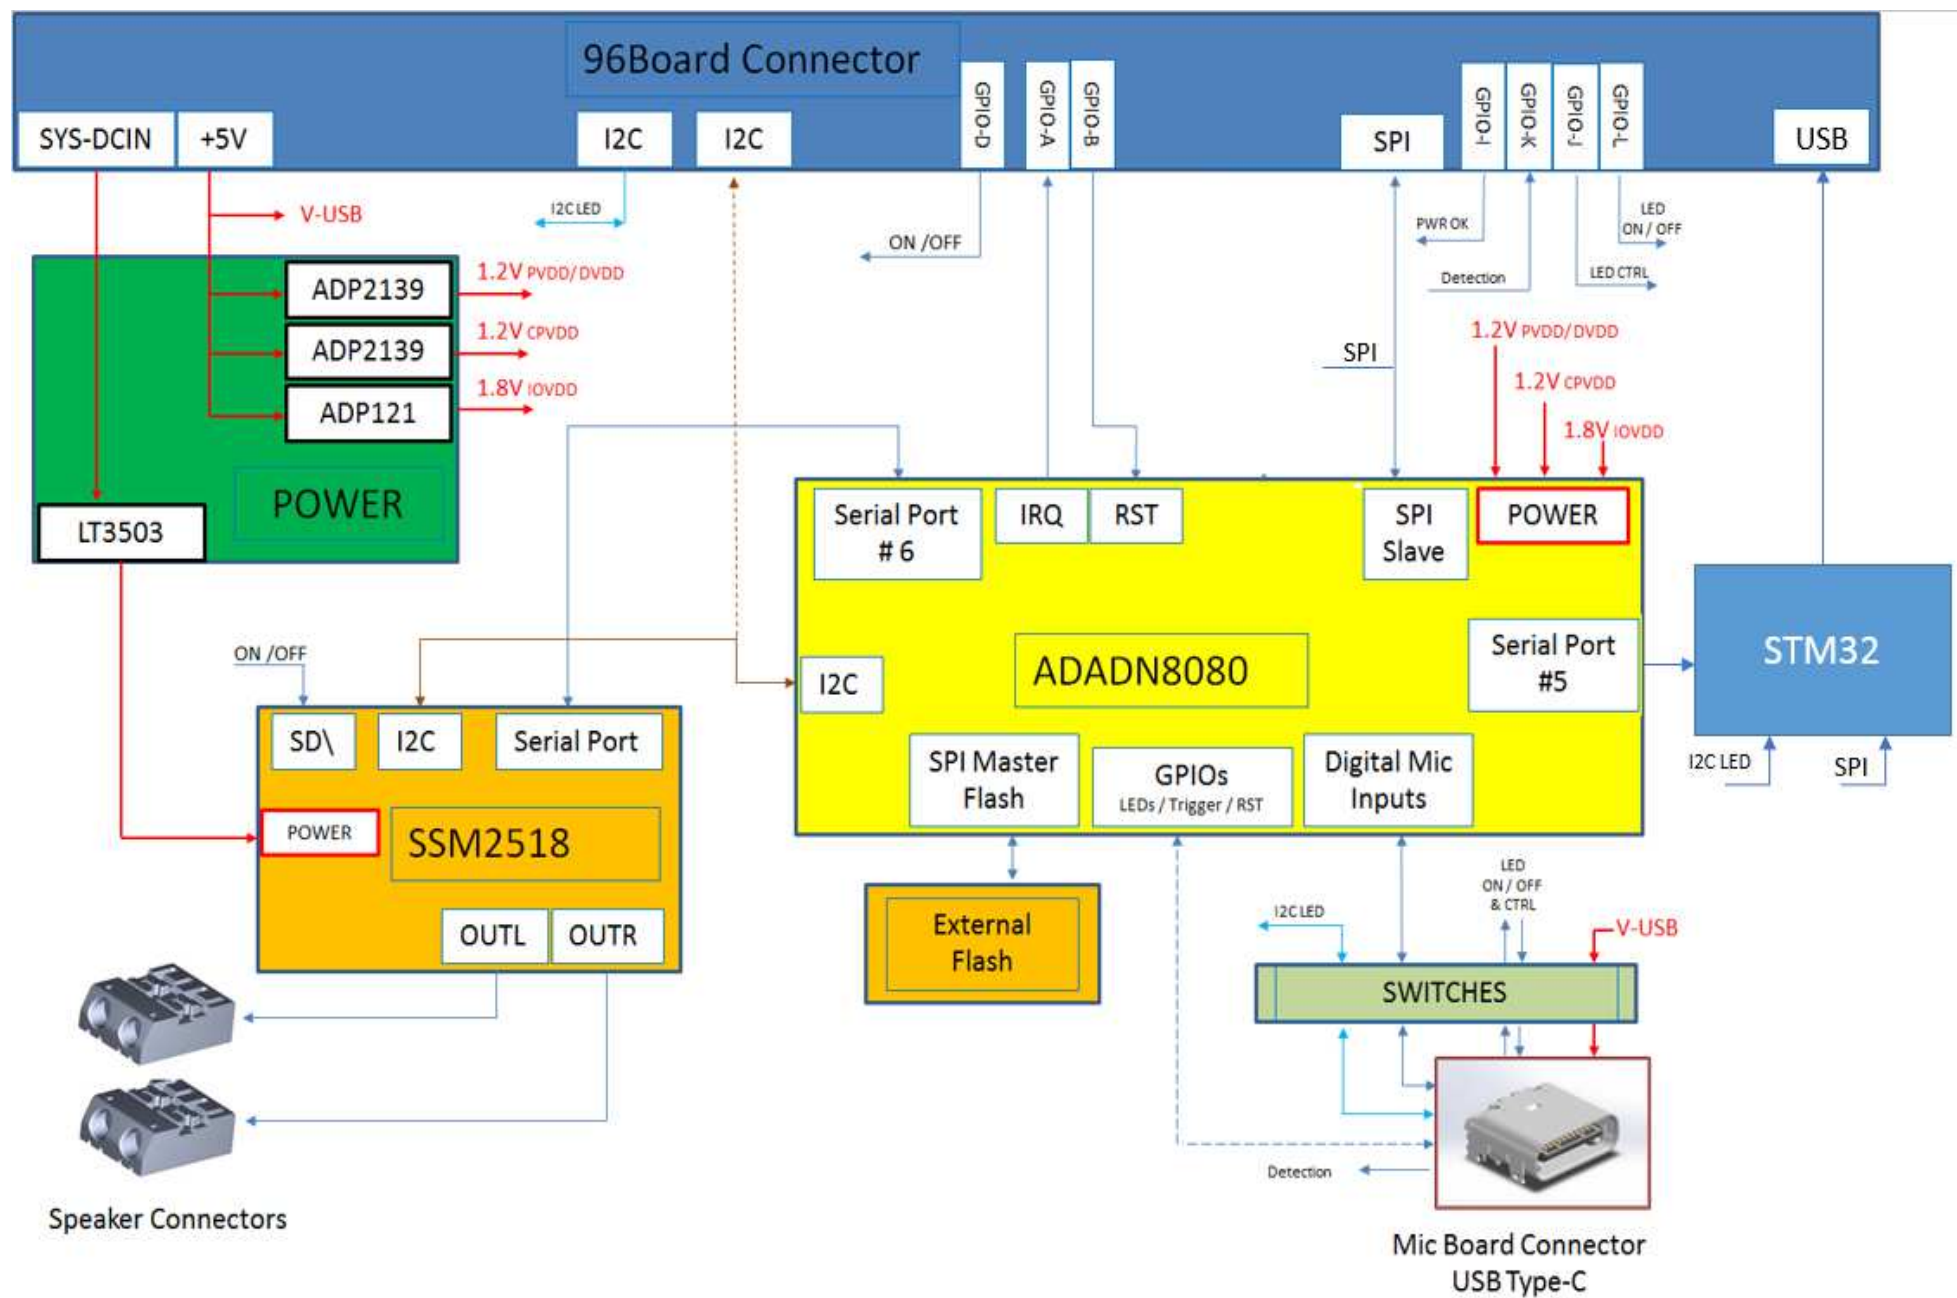 96Board Connector
SYS-DCIN
+5V
I2C
I2C
GPIO-D
GPIO-A
GPIO-B
SPI
GPIO-I
GPIO-K
GPIO-J
GPIO-L
USB
V-USB
I2C LED
ON /OFF
PWR OK
LED
ON / OFF
Detection
LED CTRL
ADP2139
1.2V PVDD/DVDD
ADP2139
1.2V CPVDD
ADP121
1.8V IOVDD
POWER
LT3503
SPI
1.2V PVDD/DVDD
1.2V CPVDD
1.8V IOVDD
Serial Port
# 6
IRQ
RST
SPI
Slave
POWER
I2C
ADADN8080
Serial Port
#5
STM32
SPI Master
Flash
GPIOs
LEDs / Trigger / RST
Digital Mic
Inputs
I2C LED
SPI
ON /OFF
SD\
I2C
Serial Port
POWER
SSM2518
OUTL
OUTR
External
Flash
I2C LED
LED
ON / OFF
& CTRL
V-USB
SWITCHES
Detection
Speaker Connectors
Mic Board Connector
USB Type-C